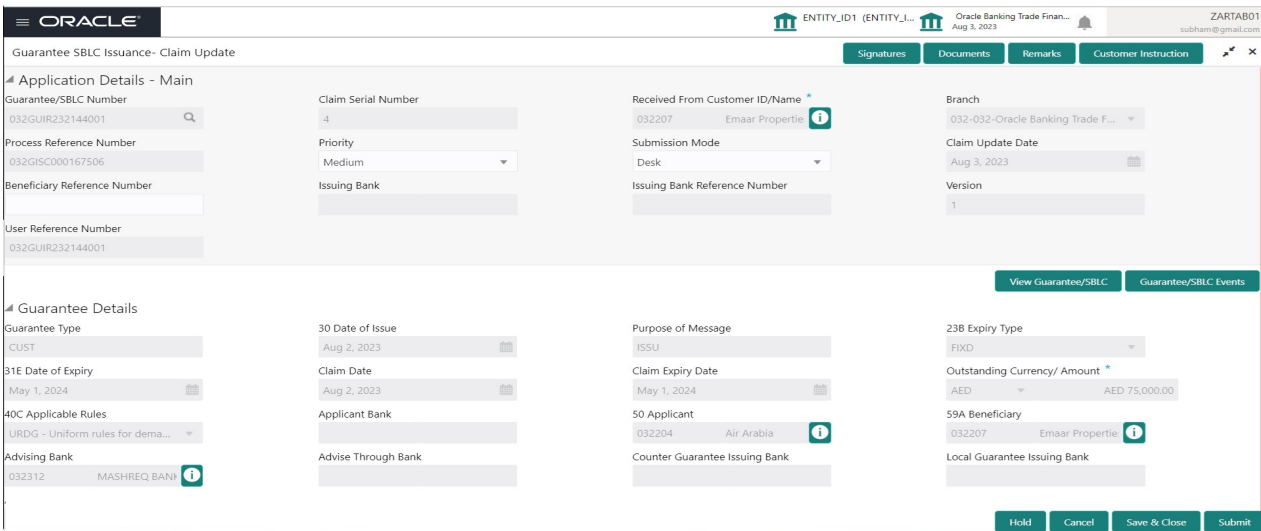 ORACLE
ENTITY_ID1 (ENTITY_I...
Oracle Banking Trade Finan...
Aug 3, 2023
ZARTAB01
subham@gmail.com
Guarantee SBLC Issuance- Claim Update
Signatures Documents Remarks Customer Instruction
Application Details - Main
Guarantee/SBLC Number Claim Serial Number Received From Customer ID/Name * Branch
032GUIR232144001 4 032207 Emaar Propertie 032-032-Oracle Banking Trade F...
Process Reference Number Priority Submission Mode Claim Update Date
032GISC000167506 Medium Desk Aug 3, 2023
Beneficiary Reference Number Issuing Bank Issuing Bank Reference Number Version
1
User Reference Number
032GUIR232144001
View Guarantee/SBLC Guarantee/SBLC Events
Guarantee Details
Guarantee Type 30 Date of Issue Purpose of Message 23B Expiry Type
CUST Aug 2, 2023 ISSU FIXD
31E Date of Expiry Claim Date Claim Expiry Date Outstanding Currency/ Amount *
May 1, 2024 Aug 2, 2023 May 1, 2024 AED AED 75,000.00
40C Applicable Rules Applicant Bank 50 Applicant 59A Beneficiary
URDG - Uniform rules for dema... 032204 Air Arabia 032207 Emaar Propertie
Advising Bank Advise Through Bank Counter Guarantee Issuing Bank Local Guarantee Issuing Bank
032312 MASHREQ BANK
Hold Cancel Save & Close Submit